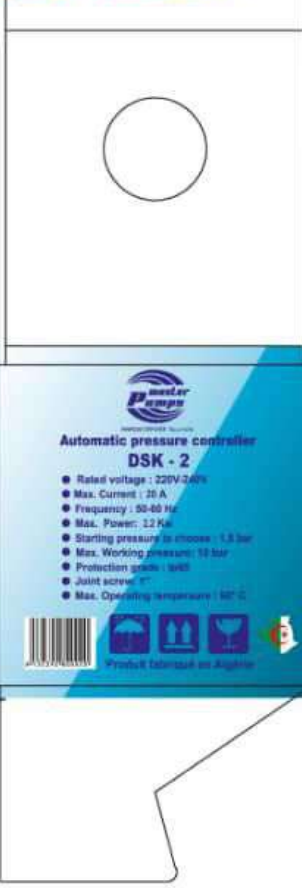 master
Pumps
Automatic pressure controller
DSK - 2
Rated voltage : 220V-240V
Max. Current : 20 A
Frequency : 50-60 Hz
Max. Power: 2.2 Kw
Starting pressure to choose : 1,5 bar
Max. Working pressure: 10 bar
Protection grade : Ip65
Joint screw: 1"
Max. Operating temperaure : 60° C
Produit fabriqué en Algérie